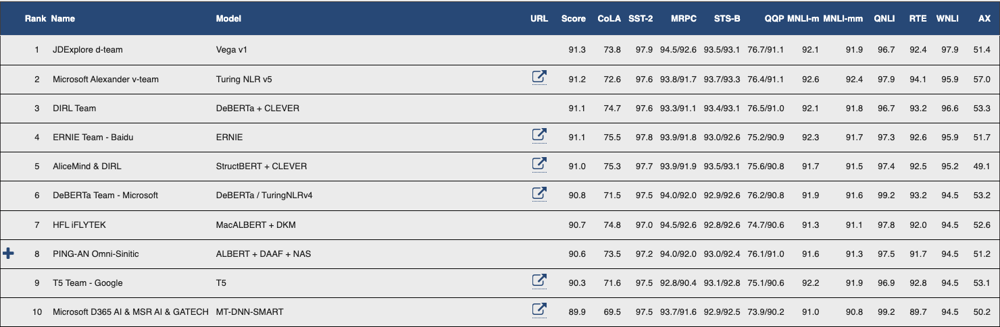 Rank Name Model URL Score CoLA SST-2 MRPC STS-B QQP MNLI-m MNLI-mm QNLI RTE WNLI AX
1 JDExplore d-team Vega v1 91.3 73.8 97.9 94.5/92.6 93.5/93.1 76.7/91.1 92.1 91.9 96.7 92.4 97.9 51.4
2 Microsoft Alexander v-team Turing NLR v5 91.2 72.6 97.6 93.8/91.7 93.7/93.3 76.4/91.1 92.6 92.4 97.9 94.1 95.9 57.0
3 DIRL Team DeBERTa + CLEVER 91.1 74.7 97.6 93.3/91.1 93.4/93.1 76.5/91.0 92.1 91.8 96.7 93.2 96.6 53.3
4 ERNIE Team - Baidu ERNIE 91.1 75.5 97.8 93.9/91.8 93.0/92.6 75.2/90.9 92.3 91.7 97.3 92.6 95.9 51.7
5 AliceMind & DIRL StructBERT + CLEVER 91.0 75.3 97.7 93.9/91.9 93.5/93.1 75.6/90.8 91.7 91.5 97.4 92.5 95.2 49.1
6 DeBERTa Team - Microsoft DeBERTa / TuringNLRv4 90.8 71.5 97.5 94.0/92.0 92.9/92.6 76.2/90.8 91.9 91.6 99.2 93.2 94.5 53.2
7 HFL iFLYTEK MacALBERT + DKM 90.7 74.8 97.0 94.5/92.6 92.8/92.6 74.7/90.6 91.3 91.1 97.8 92.0 94.5 52.6
8 PING-AN Omni-Sinitic ALBERT + DAAF + NAS 90.6 73.5 97.2 94.0/92.0 93.0/92.4 76.1/91.0 91.6 91.3 97.5 91.7 94.5 51.2
9 T5 Team - Google T5 90.3 71.6 97.5 92.8/90.4 93.1/92.8 75.1/90.6 92.2 91.9 96.9 92.8 94.5 53.1
10 Microsoft D365 AI & MSR AI & GATECH MT-DNN-SMART 89.9 69.5 97.5 93.7/91.6 92.9/92.5 73.9/90.2 91.0 90.8 99.2 89.7 94.5 50.2